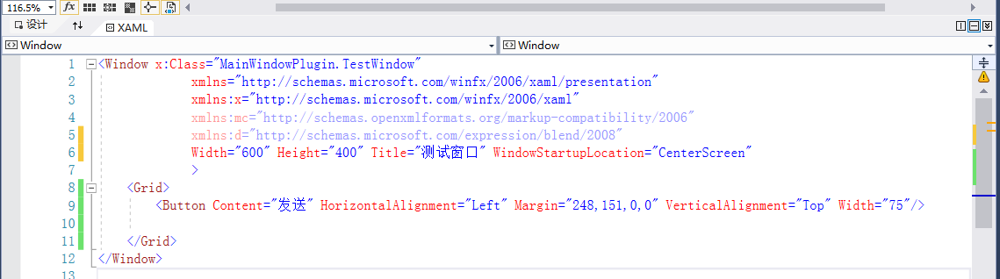 116.5%
设计
XAML
Window
Window
1 <Window x:Class="MainWindowPlugin.TestWindow"
2 xmlns="http://schemas.microsoft.com/winfx/2006/xaml/presentation"
3 xmlns:x="http://schemas.microsoft.com/winfx/2006/xaml"
4 xmlns:mc="http://schemas.openxmlformats.org/markup-compatibility/2006"
5 xmlns:d="http://schemas.microsoft.com/expression/blend/2008"
6 Width="600" Height="400" Title="测试窗口" WindowStartupLocation="CenterScreen"
7 >
8 <Grid>
9 <Button Content="发送" HorizontalAlignment="Left" Margin="248,151,0,0" VerticalAlignment="Top" Width="75"/>
10
11 </Grid>
12 </Window>
13